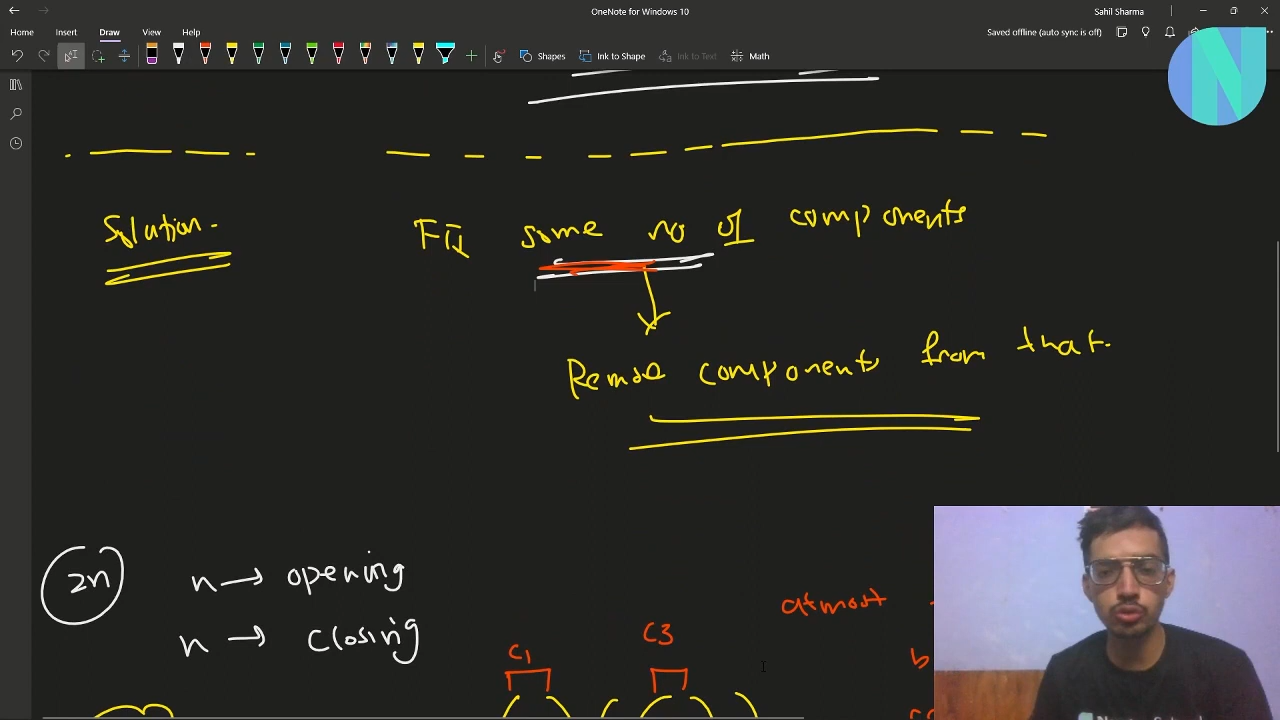 OneNote for Windows 10
Sahil Sharma
Home Insert Draw View Help
Saved offline (auto sync is off)
Shapes Ink to Shape Ink to Text Math
Solution.
Fix some no of components
Remove components from that.
2n
n → opening
n → closing
atmost
C1
C3
b